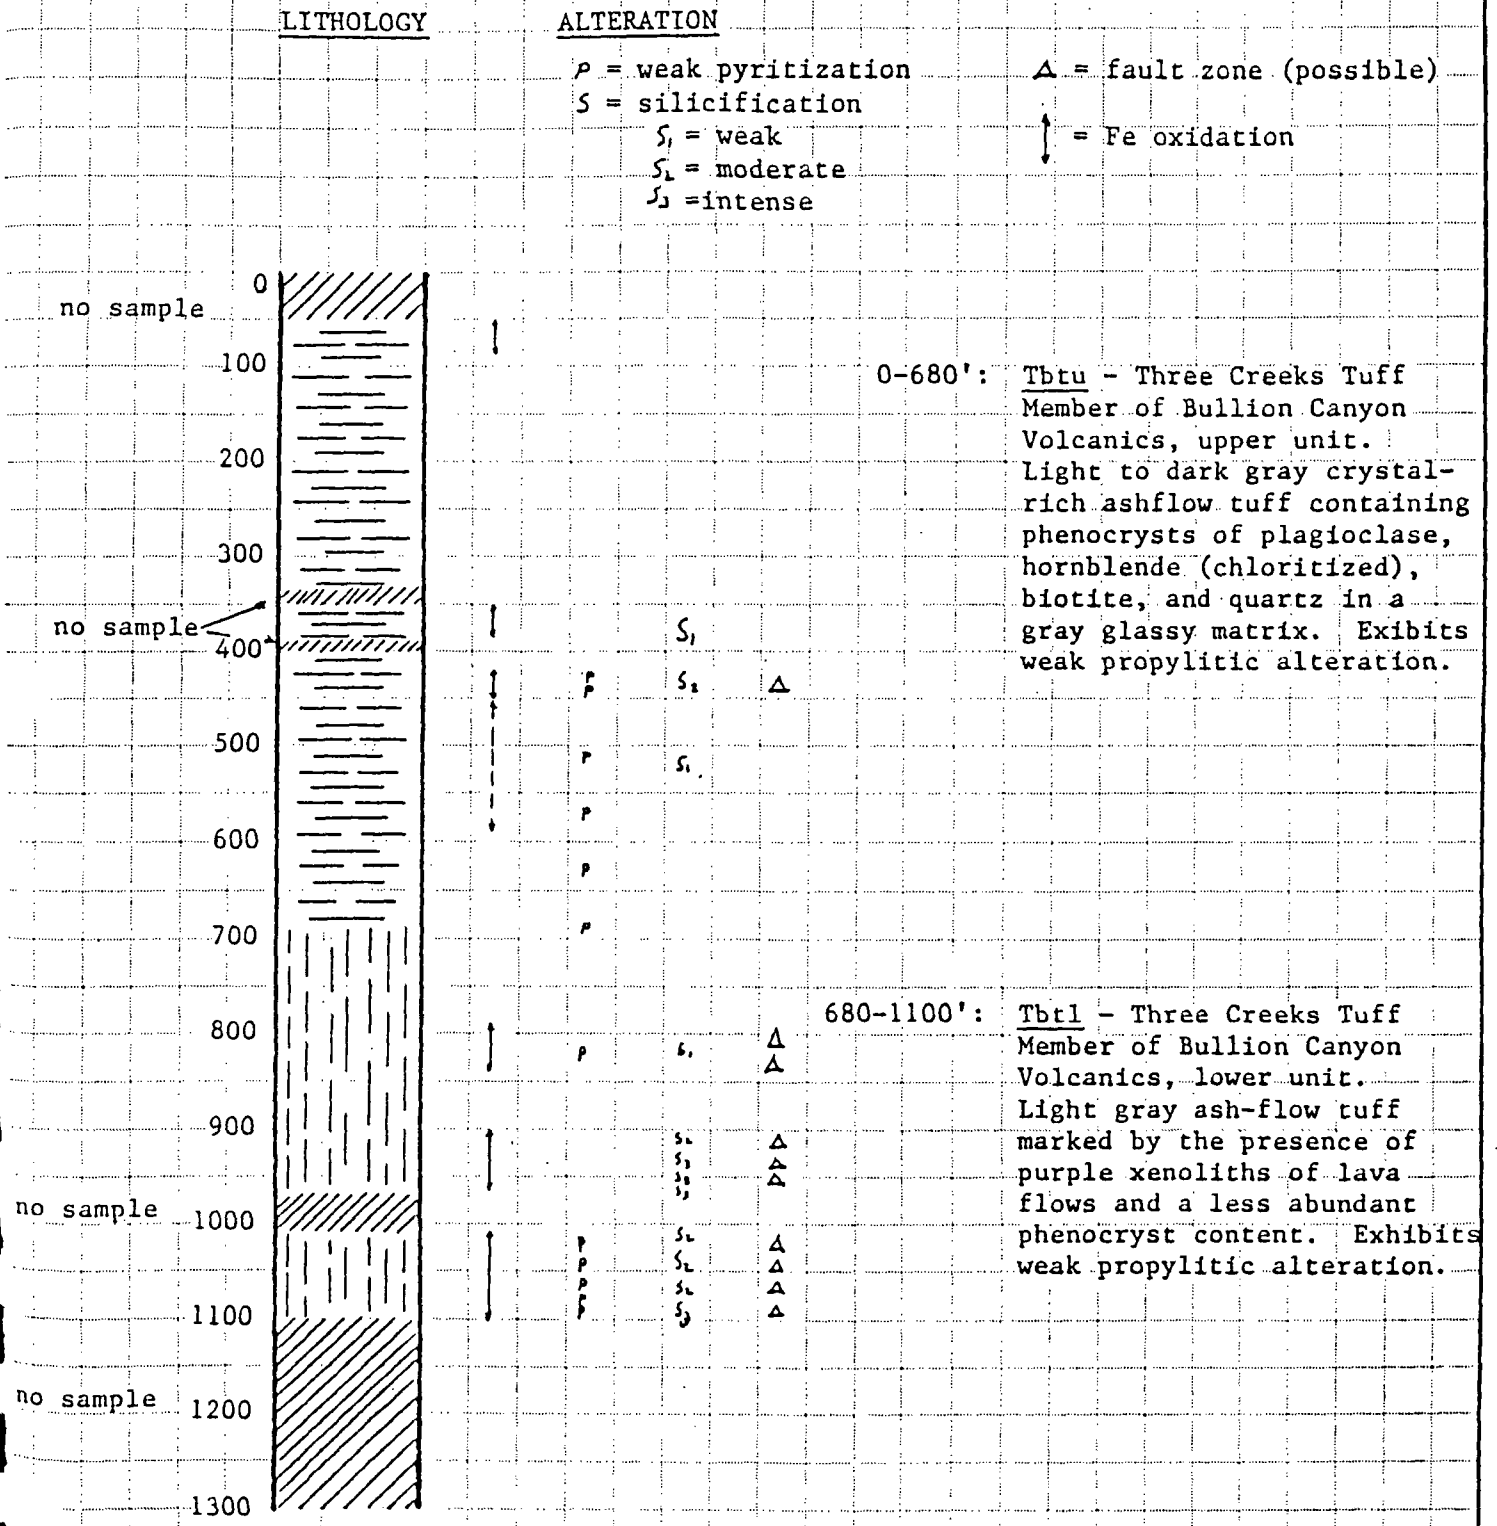 LITHOLOGY ALTERATION
P = weak pyritization Δ = fault zone (possible)
S = silicification
S₁ = weak ↕ = Fe oxidation
S₂ = moderate
S₃ =intense
0
no sample
100
0-680': Tbtu - Three Creeks Tuff
Member of Bullion Canyon
Volcanics, upper unit.
200
Light to dark gray crystal-
rich ashflow tuff containing
phenocrysts of plagioclase,
300
hornblende (chloritized),
biotite, and quartz in a
no sample S₁ gray glassy matrix. Exibits
400
weak propylitic alteration.
P S₂ Δ
P
500
P S₁
P
600
P
P
700
680-1100': Tbtl - Three Creeks Tuff
800 Δ
P S₁ Member of Bullion Canyon
Δ Volcanics, lower unit.
Light gray ash-flow tuff
900
S₂ Δ marked by the presence of
S₃ Δ purple xenoliths of lava
S₃ Δ
S₃ flows and a less abundant
no sample
1000
S₂ phenocryst content. Exhibits
P Δ
P S₂ Δ weak propylitic alteration.
P S₂ Δ
P S₃ Δ
P
1100
no sample
1200
1300